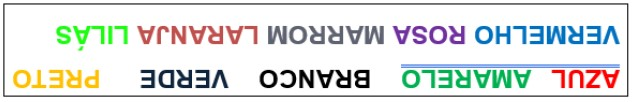 AZUL AMARELO BRANCO VERDE PRETO
VERMELHO ROSA MARROM LARANJA LILÁS